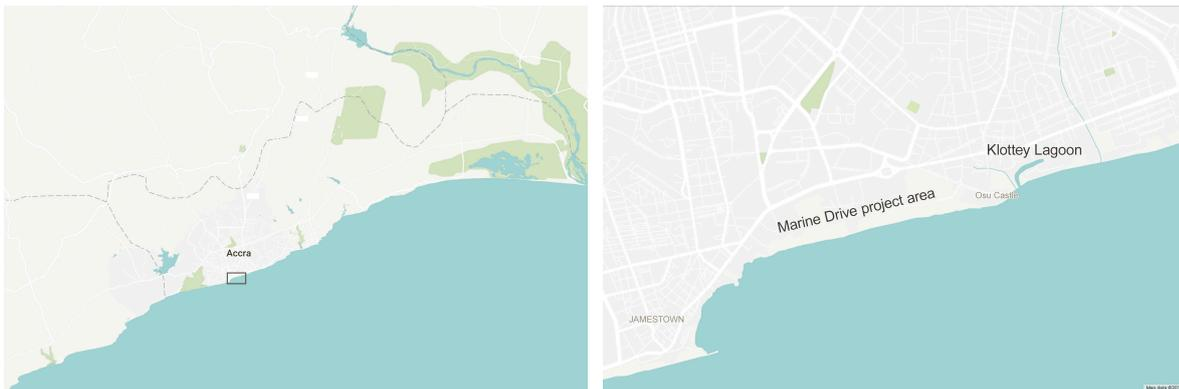 Accra
Klottey Lagoon
Osu Castle
Marine Drive project area
JAMESTOWN